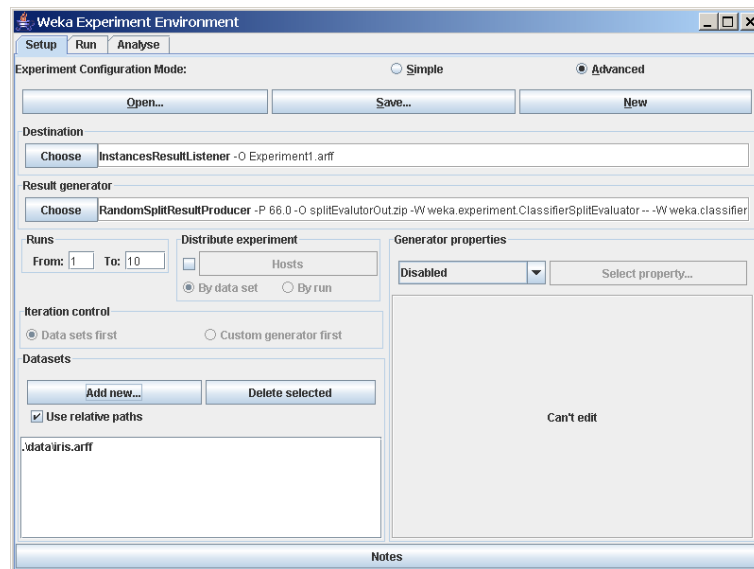 Weka Experiment Environment
Setup Run Analyse
Experiment Configuration Mode: Simple Advanced
Open... Save... New
Destination
Choose InstancesResultListener -O Experiment1.arff
Result generator
Choose RandomSplitResultProducer -P 66.0 -O splitEvalutorOut.zip -W weka.experiment.ClassifierSplitEvaluator -- -W weka.classifier
Runs Distribute experiment Generator properties
From: 1 To: 10 Hosts Disabled Select property...
By data set By run
Iteration control
Data sets first Custom generator first
Datasets
Add new... Delete selected
Use relative paths Can't edit
.\data\iris.arff
Notes